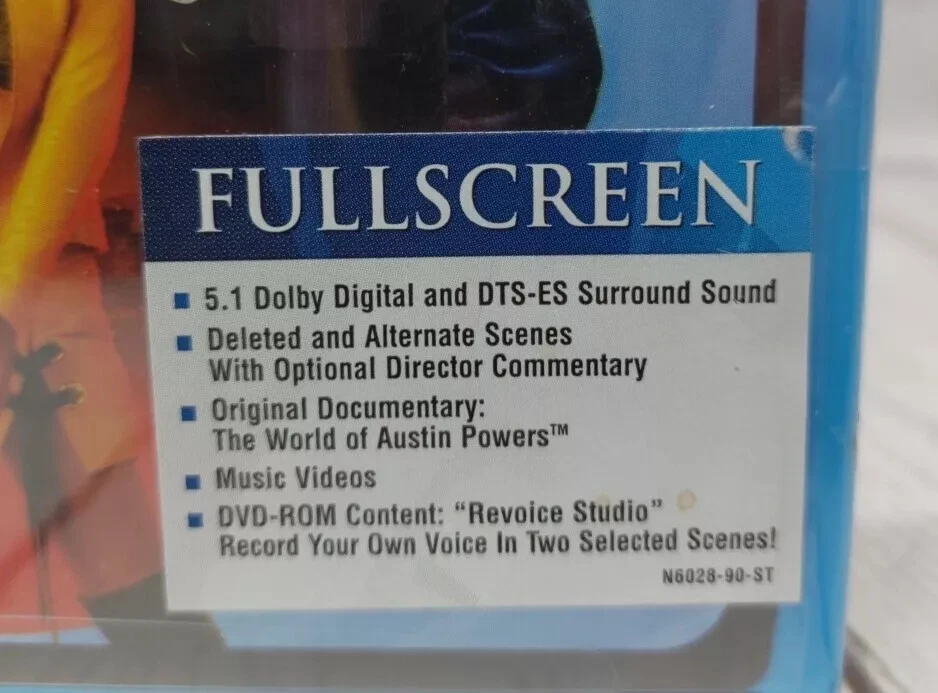 FULLSCREEN
5.1 Dolby Digital and DTS-ES Surround Sound
Deleted and Alternate Scenes
With Optional Director Commentary
Original Documentary:
The World of Austin Powers™
Music Videos
DVD-ROM Content: “Revoice Studio”
Record Your Own Voice In Two Selected Scenes!
N6028-90-ST